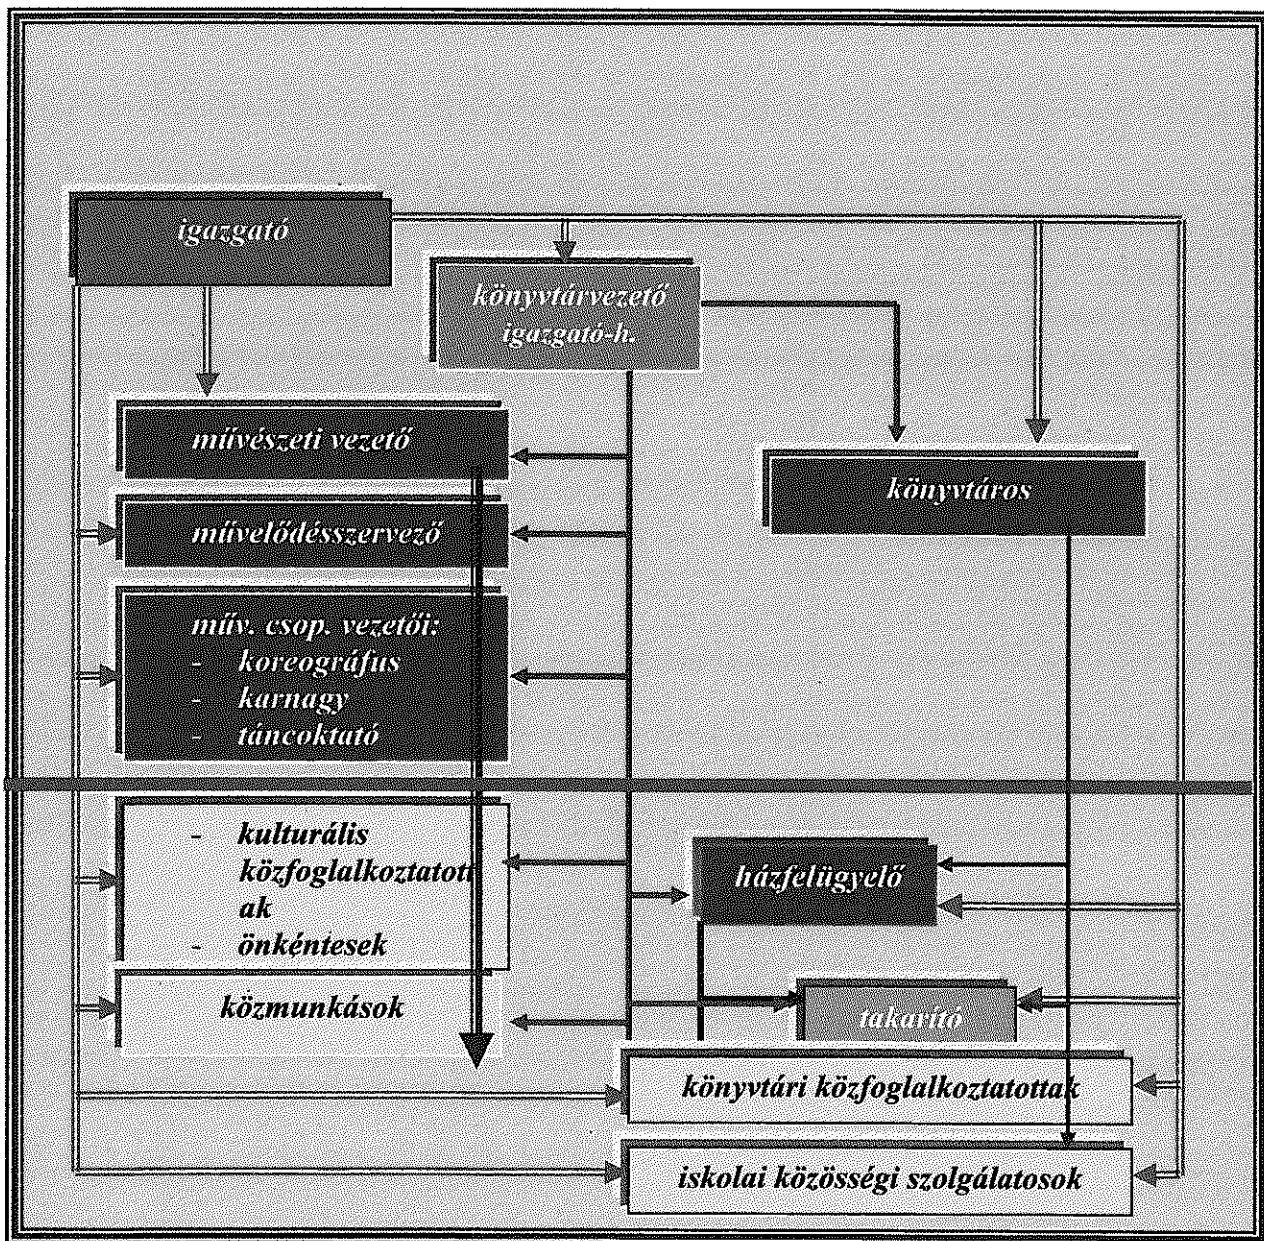 igazgató
könyvtárvezető
igazgató-h.
művészeti vezető
könyvtáros
művelődésszervező
műv. csop. vezetői:
- koreográfus
- karnagy
- táncoktató
- kulturális
közfoglalkoztatott
ak
- önkéntesek
házfelügyelő
közmunkások
takarító
könyvtári közfoglalkoztatottak
iskolai közösségi szolgálatosok